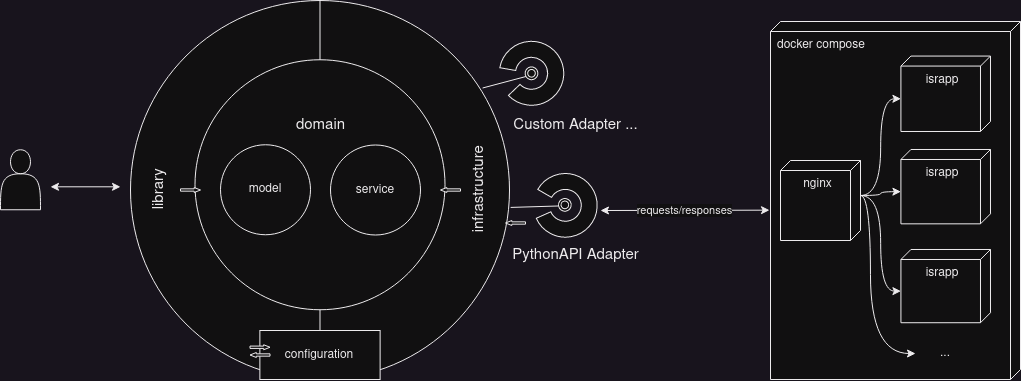 docker compose
israpp
Custom Adapter ...
domain
library
model
service
infrastructure
israpp
nginx
requests/responses
PythonAPI Adapter
israpp
configuration
...